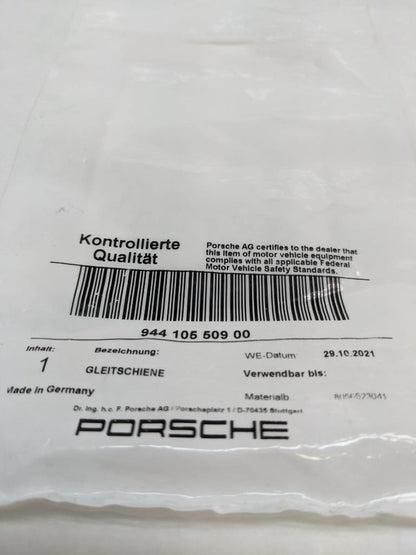 Kontrollierte
Qualität
Porsche AG certifies to the dealer that
this item of motor vehicle equipment
complies with all applicable Federal
Motor Vehicle Safety Standards.
944 105 509 00
Inhalt:
1
Bezeichnung:
GLEITSCHIENE
WE-Datum 29.10.2021
Verwendbar bis:
Made in Germany
Materialb.
Dr. Ing. h.c. F. Porsche AG / Porscheplatz 1 / D-70435 Stuttgart
PORSCHE